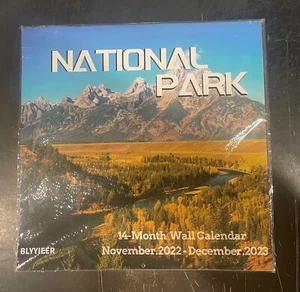 NATIONAL
PARK
14-Month Wall Calendar
BLYYIEER
November.2022-December.2023